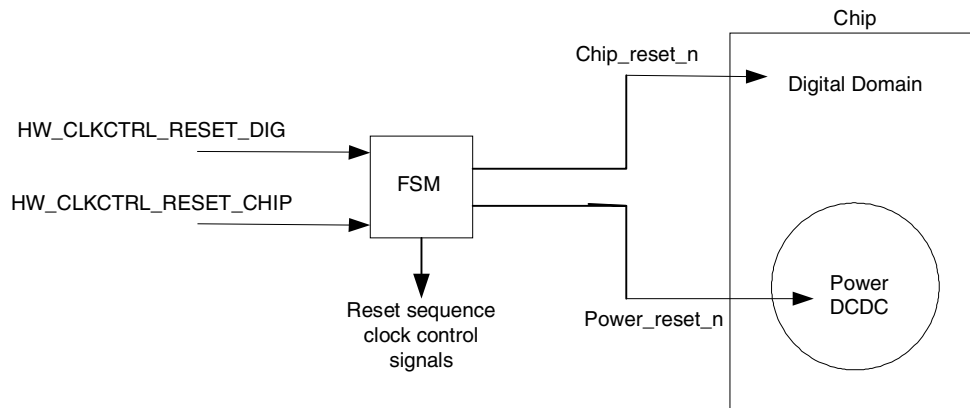 Chip
Chip_reset_n
Digital Domain
HW_CLKCTRL_RESET_DIG
FSM
HW_CLKCTRL_RESET_CHIP
Power
DCDC
Reset sequence
clock control
signals
Power_reset_n